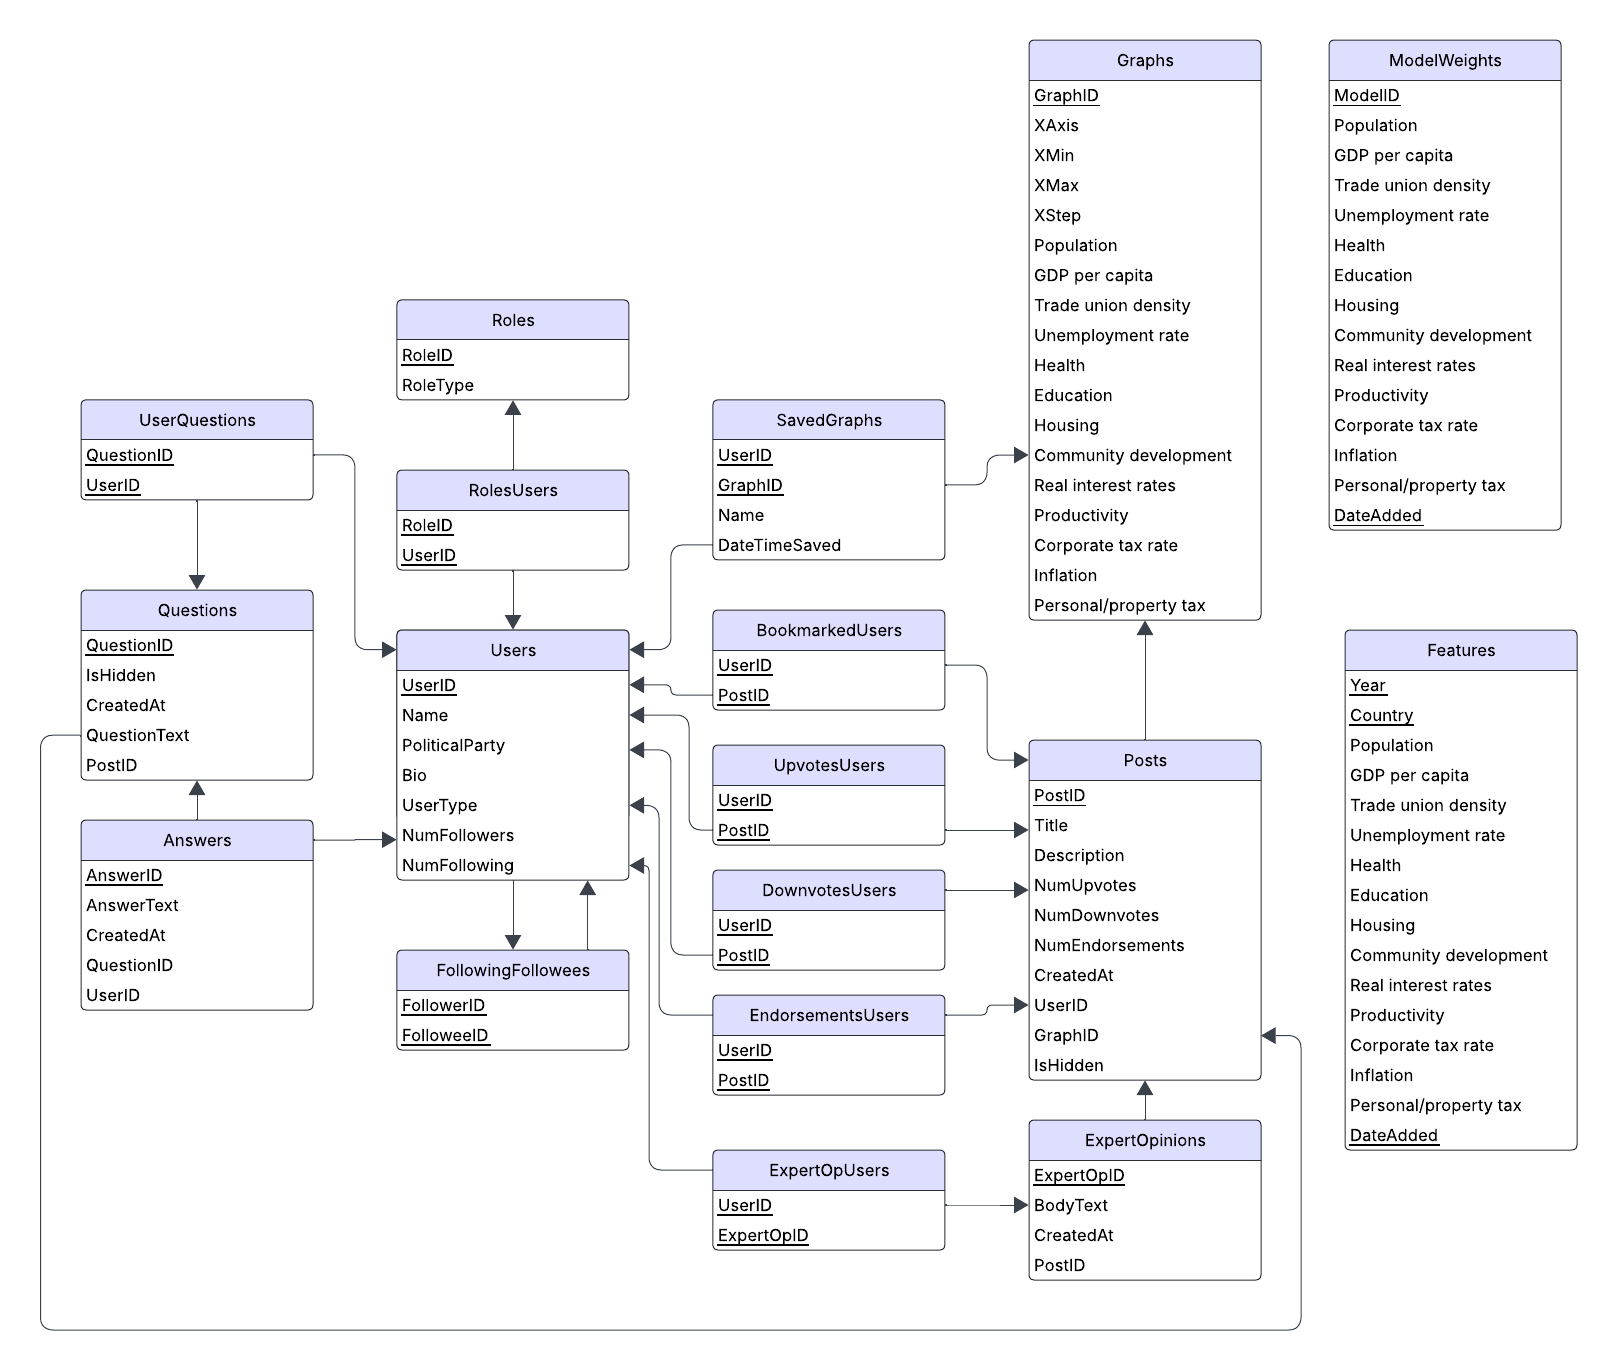 Graphs
GraphID
XAxis
XMin
XMax
XStep
Population
GDP per capita
Trade union density
Unemployment rate
Health
Education
Housing
Community development
Real interest rates
Productivity
Corporate tax rate
Inflation
Personal/property tax
ModelWeights
ModelID
Population
GDP per capita
Trade union density
Unemployment rate
Health
Education
Housing
Community development
Real interest rates
Productivity
Corporate tax rate
Inflation
Personal/property tax
DateAdded
Roles
RoleID
RoleType
UserQuestions
QuestionID
UserID
RolesUsers
RoleID
UserID
SavedGraphs
UserID
GraphID
Name
DateTimeSaved
Questions
QuestionID
IsHidden
CreatedAt
QuestionText
PostID
Users
UserID
Name
PoliticalParty
Bio
UserType
NumFollowers
NumFollowing
BookmarkedUsers
UserID
PostID
UpvotesUsers
UserID
PostID
DownvotesUsers
UserID
PostID
EndorsementsUsers
UserID
PostID
ExpertOpUsers
UserID
ExpertOpID
Posts
PostID
Title
Description
NumUpvotes
NumDownvotes
NumEndorsements
CreatedAt
UserID
GraphID
IsHidden
Features
Year
Country
Population
GDP per capita
Trade union density
Unemployment rate
Health
Education
Housing
Community development
Real interest rates
Productivity
Corporate tax rate
Inflation
Personal/property tax
DateAdded
Answers
AnswerID
AnswerText
CreatedAt
QuestionID
UserID
FollowingFollowees
FollowerID
FolloweeID
ExpertOpinions
ExpertOpID
BodyText
CreatedAt
PostID